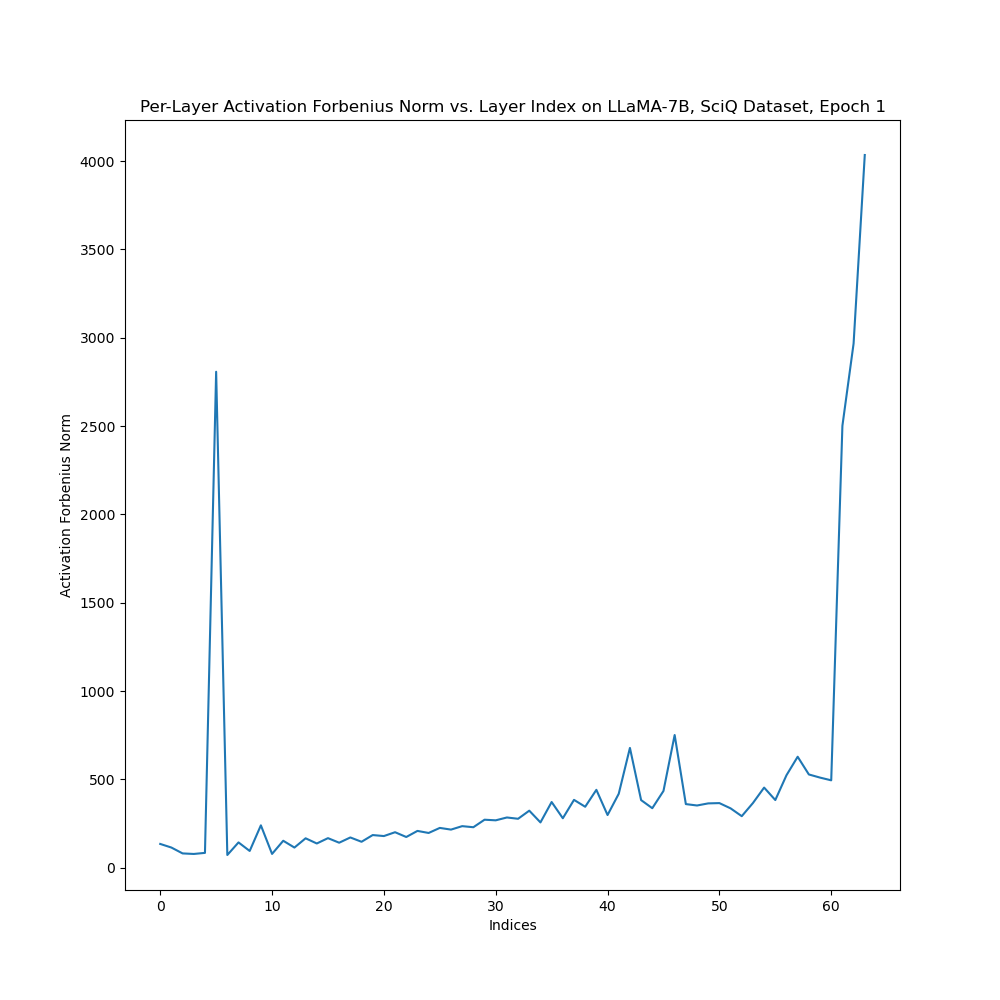 Per-Layer Activation Forbenius Norm vs. Layer Index on LLaMA-7B, SciQ Dataset, Epoch 1
4000
3500
3000
2500
2000
1500
1000
500
0
Activation Forbenius Norm
0 10 20 30 40 50 60
Indices